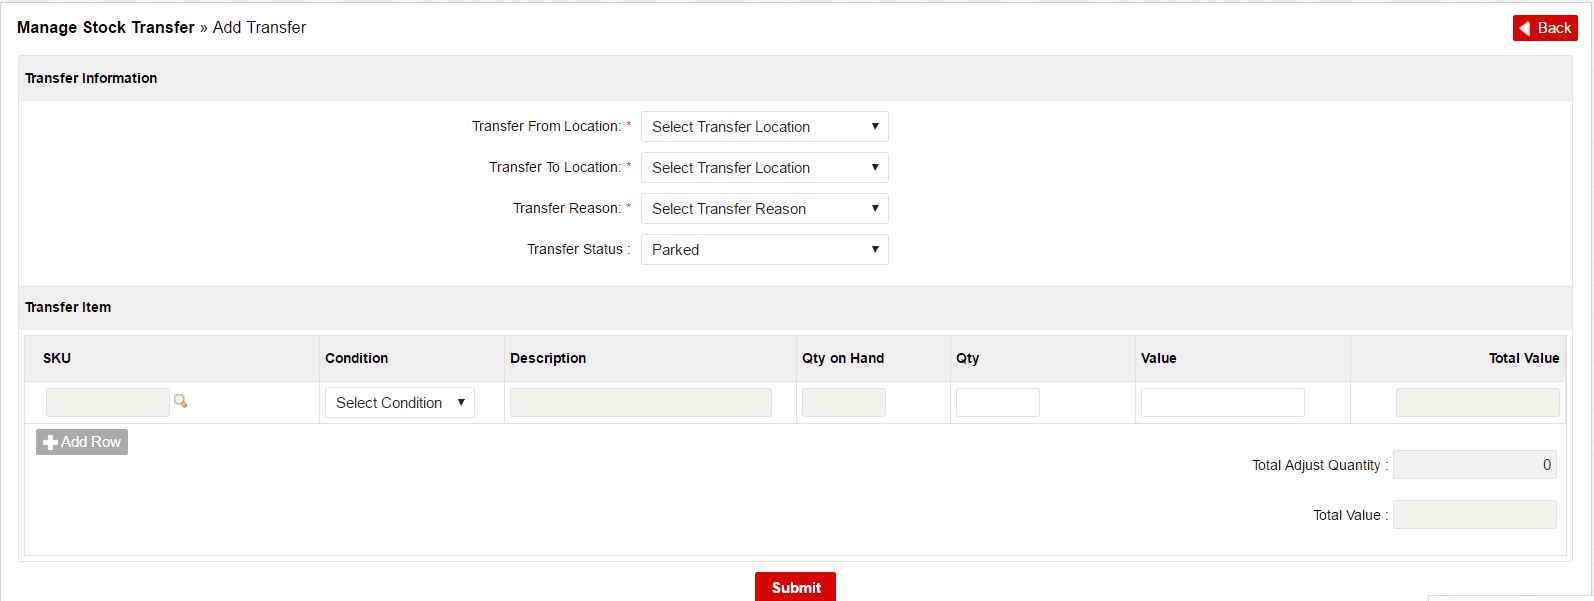 Manage Stock Transfer » Add Transfer
Back
Transfer Information
Transfer From Location: * Select Transfer Location
Transfer To Location: * Select Transfer Location
Transfer Reason: * Select Transfer Reason
Transfer Status : Parked
Transfer Item
SKU Condition Description Qty on Hand Qty Value Total Value
Select Condition
Add Row
Total Adjust Quantity : 0
Total Value :
Submit